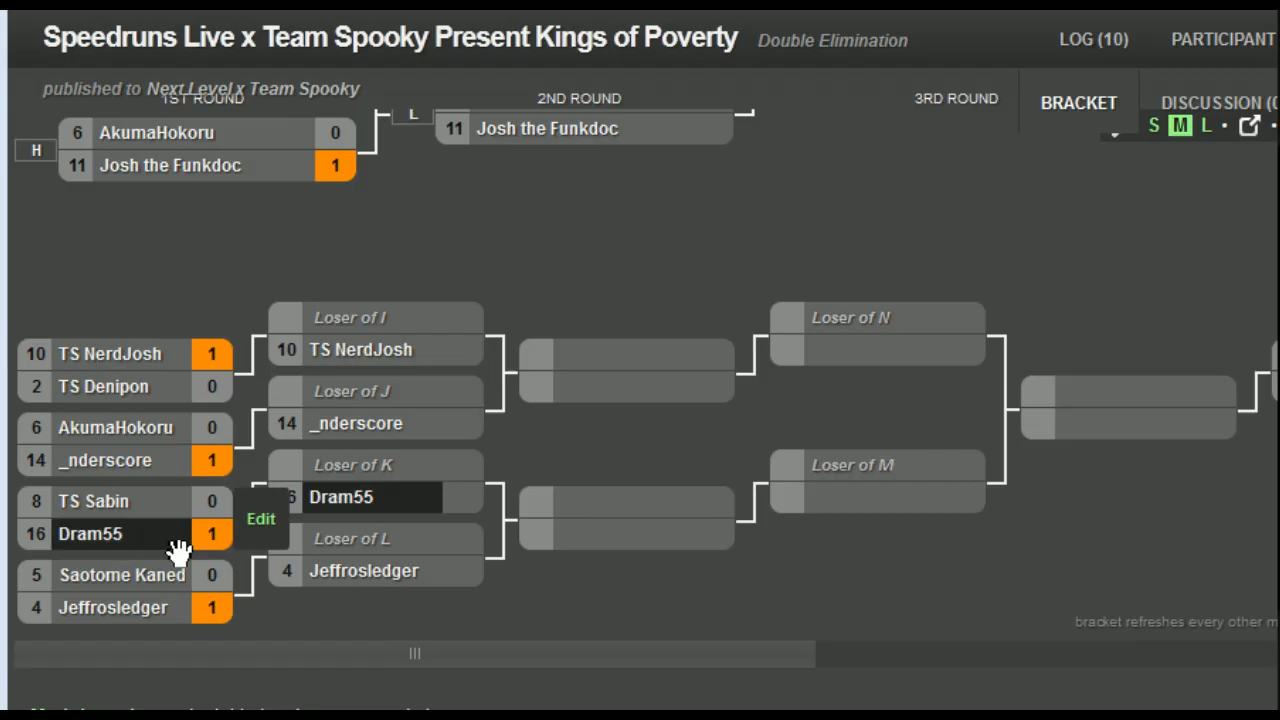 Speedruns Live x Team Spooky Present Kings of Poverty Double Elimination LOG (10) PARTICIPANT
published to Next Level x Team Spooky
1ST ROUND 2ND ROUND 3RD ROUND BRACKET DISCUSSION (
S M L
H
6 AkumaHokoru 0
11 Josh the Funkdoc 1
L
11 Josh the Funkdoc
10 TS NerdJosh 1
2 TS Denipon 0
6 AkumaHokoru 0
14 _nderscore 1
8 TS Sabin 0
16 Dram55 1
Edit
5 Saotome Kaned 0
4 Jeffrosledger 1
Loser of I
10 TS NerdJosh
Loser of J
14 _nderscore
Loser of K
6 Dram55
Loser of L
4 Jeffrosledger
Loser of N
Loser of M
bracket refreshes every other m